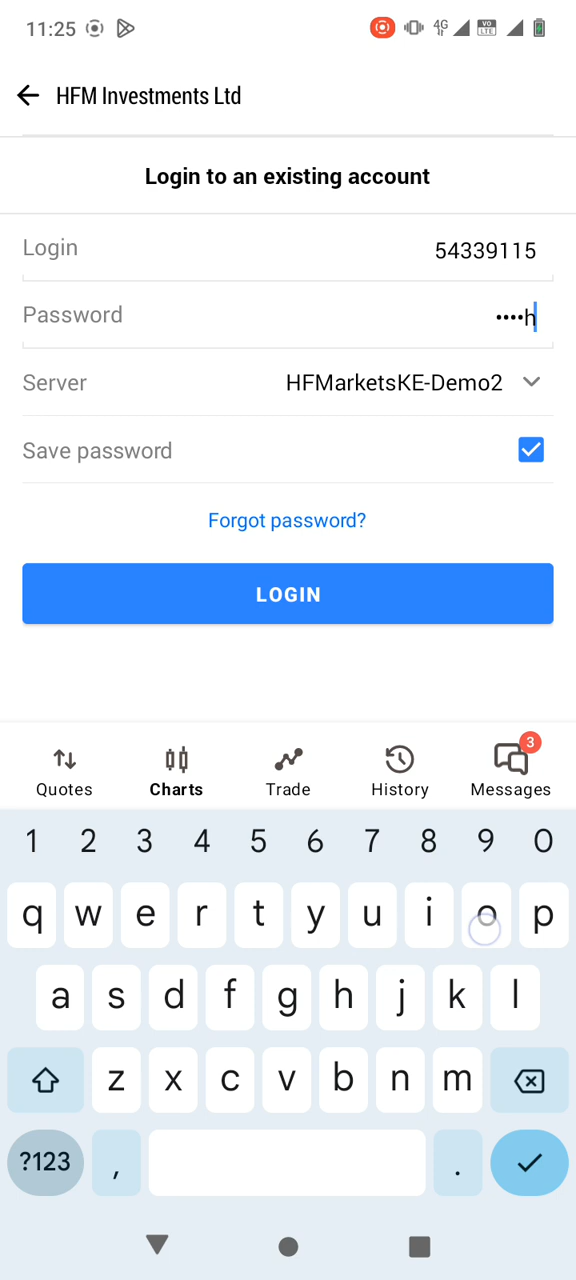 11:25 4G VO LTE
HFM Investments Ltd
Login to an existing account
Login 54339115
Password ••••h
Server HFMarketsKE-Demo2
Save password
Forgot password?
LOGIN
3
Quotes Charts Trade History Messages
1 2 3 4 5 6 7 8 9 0
q w e r t y u i o p
a s d f g h j k l
z x c v b n m
?123 , .